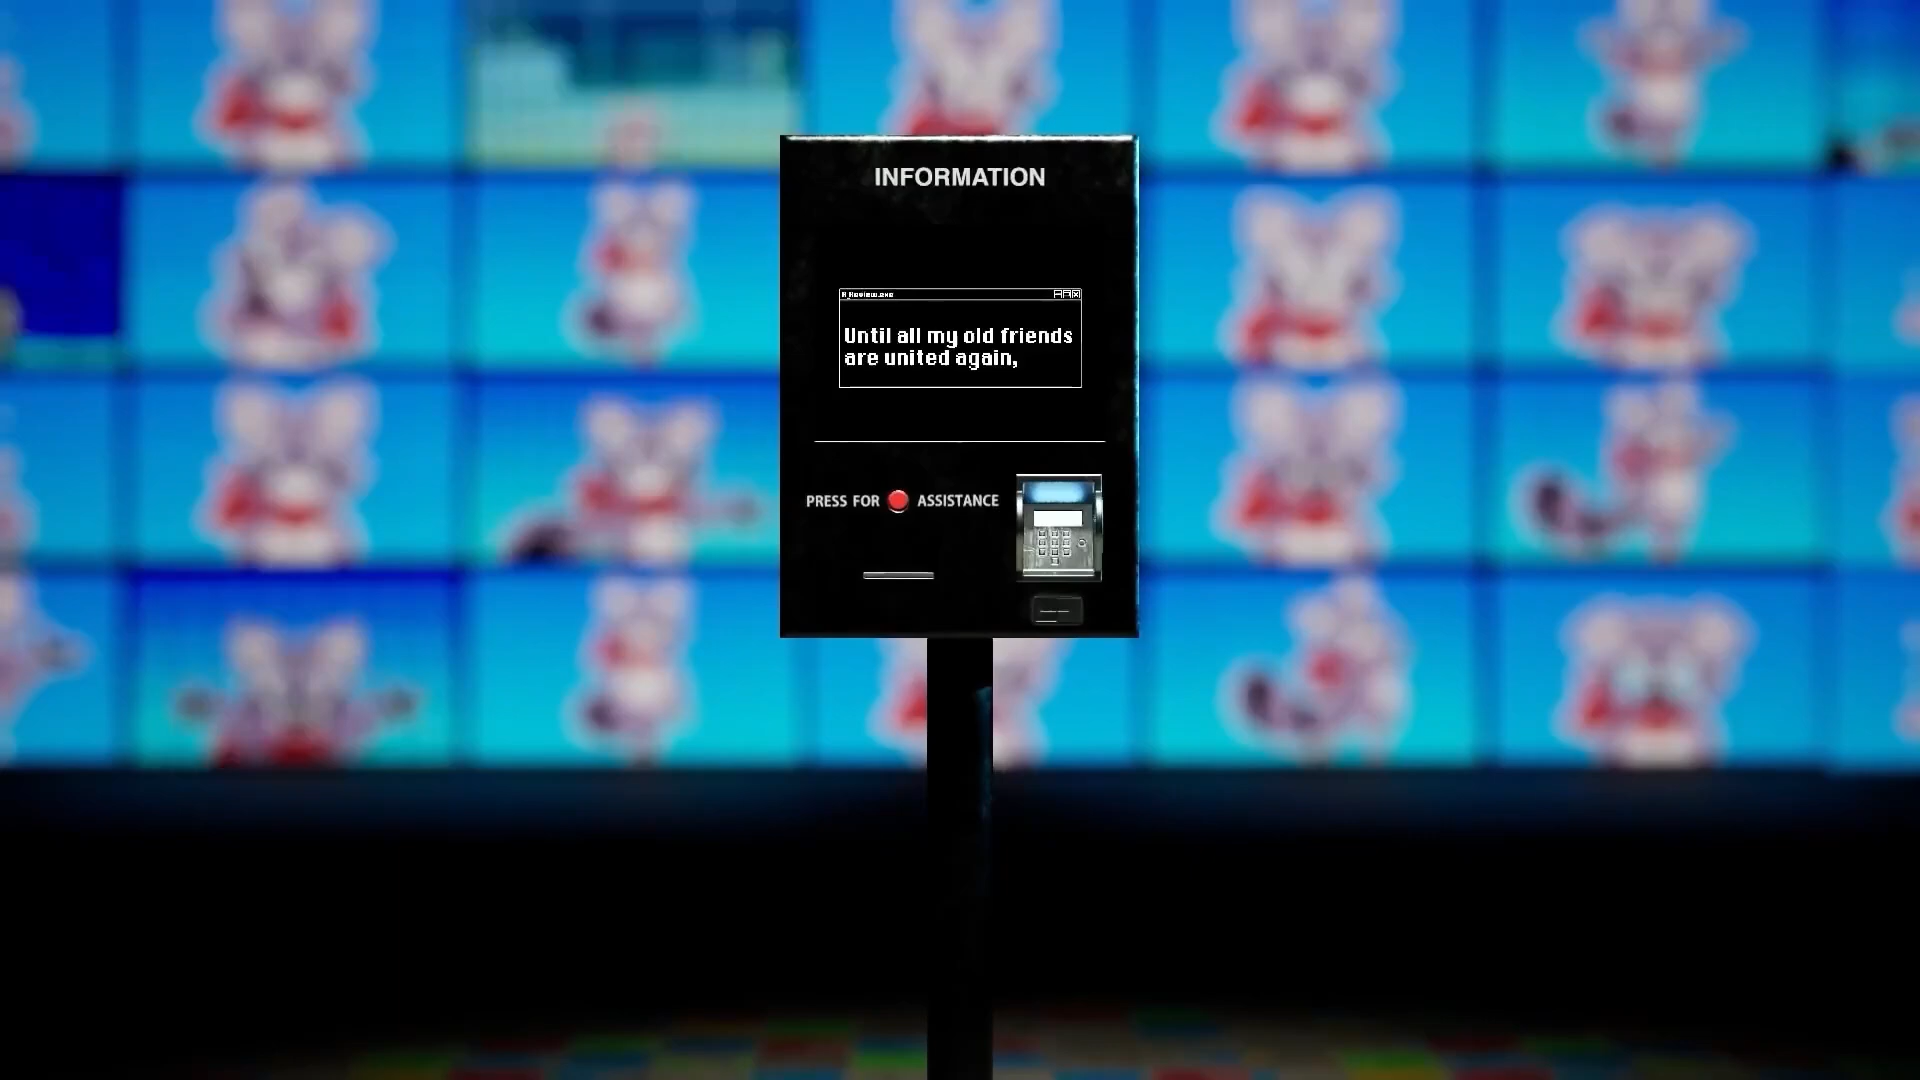 INFORMATION
Until all my old friends
are united again,
PRESS FOR ASSISTANCE